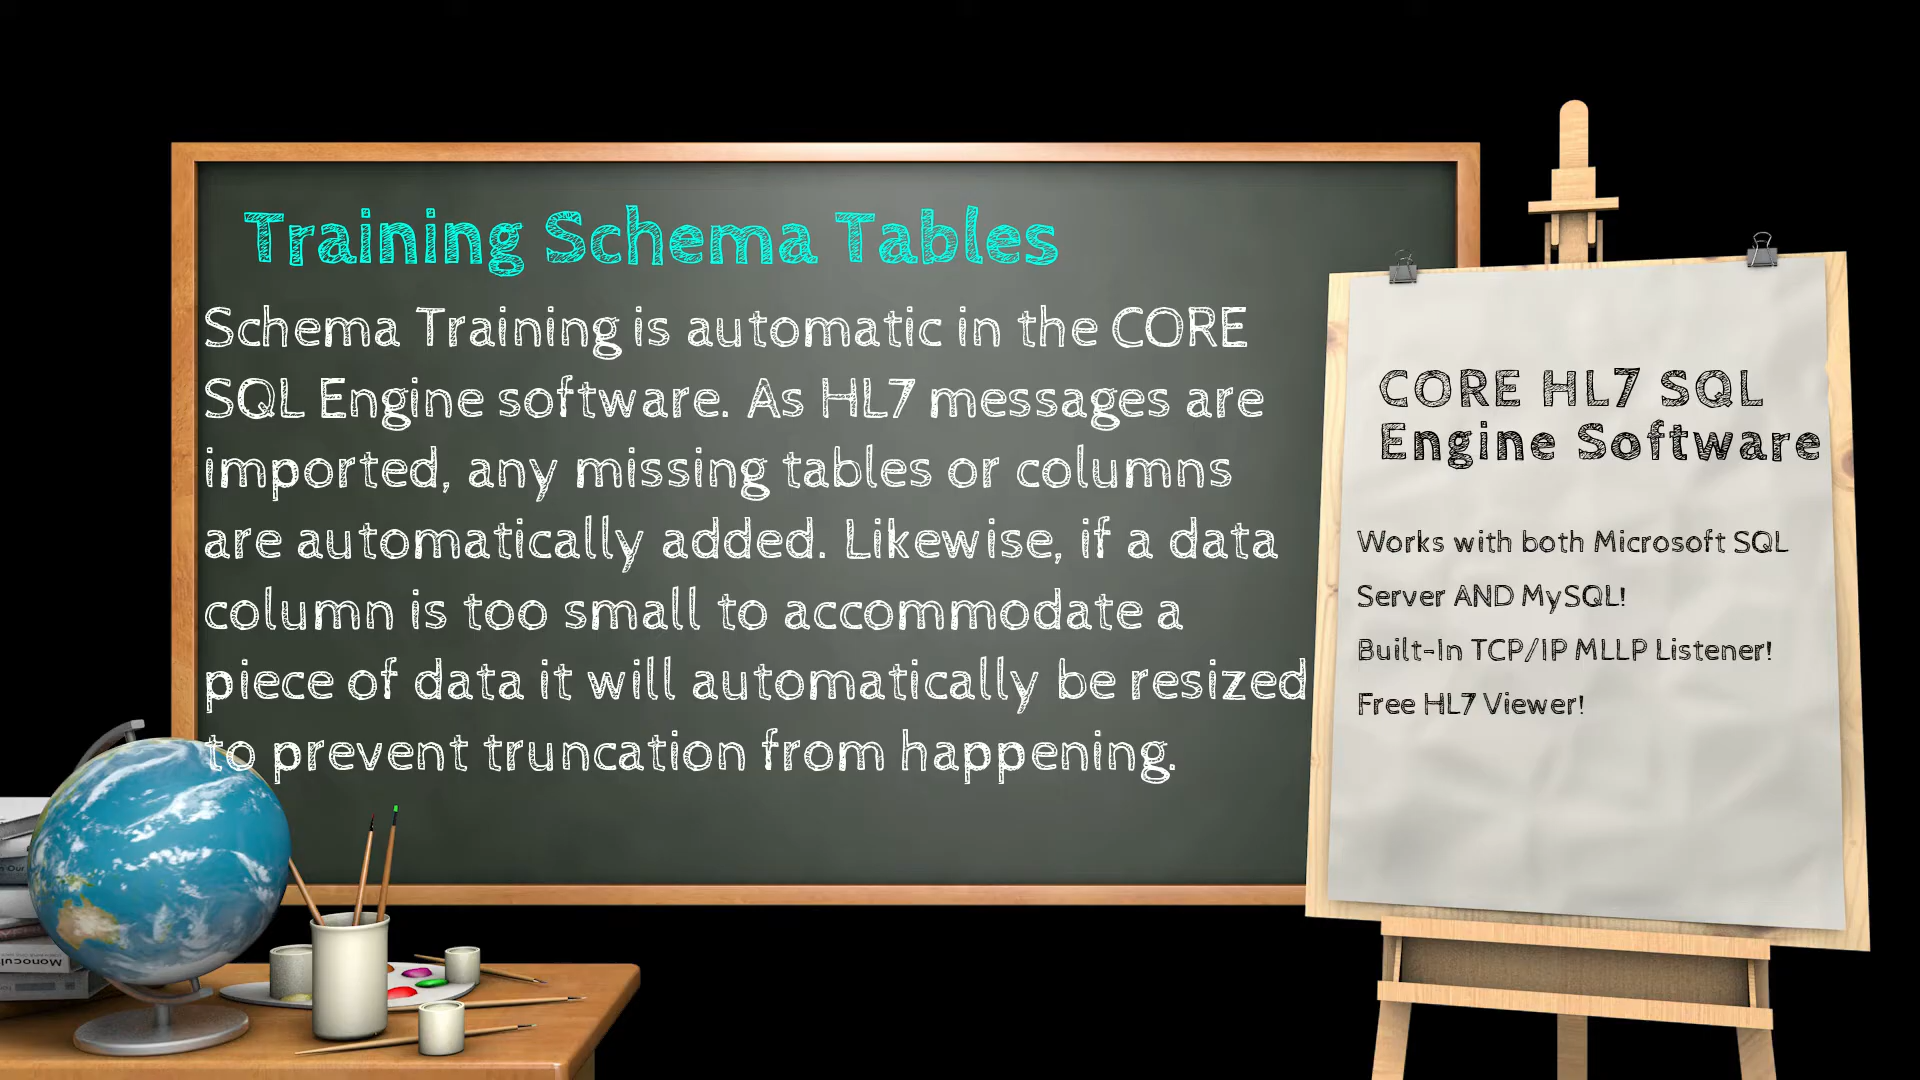 Training Schema Tables
Schema Training is automatic in the CORE
SQL Engine software. As HL7 messages are
imported, any missing tables or columns
are automatically added. Likewise, if a data
column is too small to accommodate a
piece of data it will automatically be resized
to prevent truncation from happening.
CORE HL7 SQL
Engine Software
Works with both Microsoft SQL
Server AND MySQL!
Built-In TCP/IP MLLP Listener!
Free HL7 Viewer!